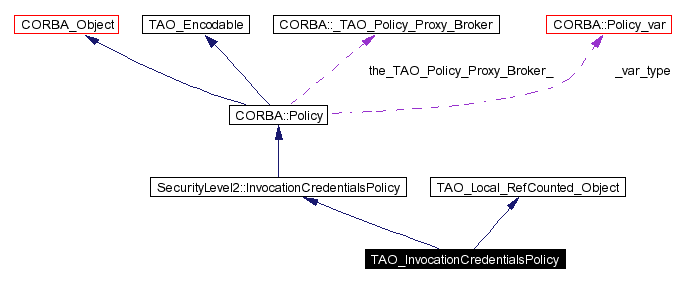 CORBA_Object
TAO_Encodable
CORBA::_TAO_Policy_Proxy_Broker
CORBA::Policy_var
the_TAO_Policy_Proxy_Broker_
_var_type
CORBA::Policy
SecurityLevel2::InvocationCredentialsPolicy
TAO_Local_RefCounted_Object
TAO_InvocationCredentialsPolicy